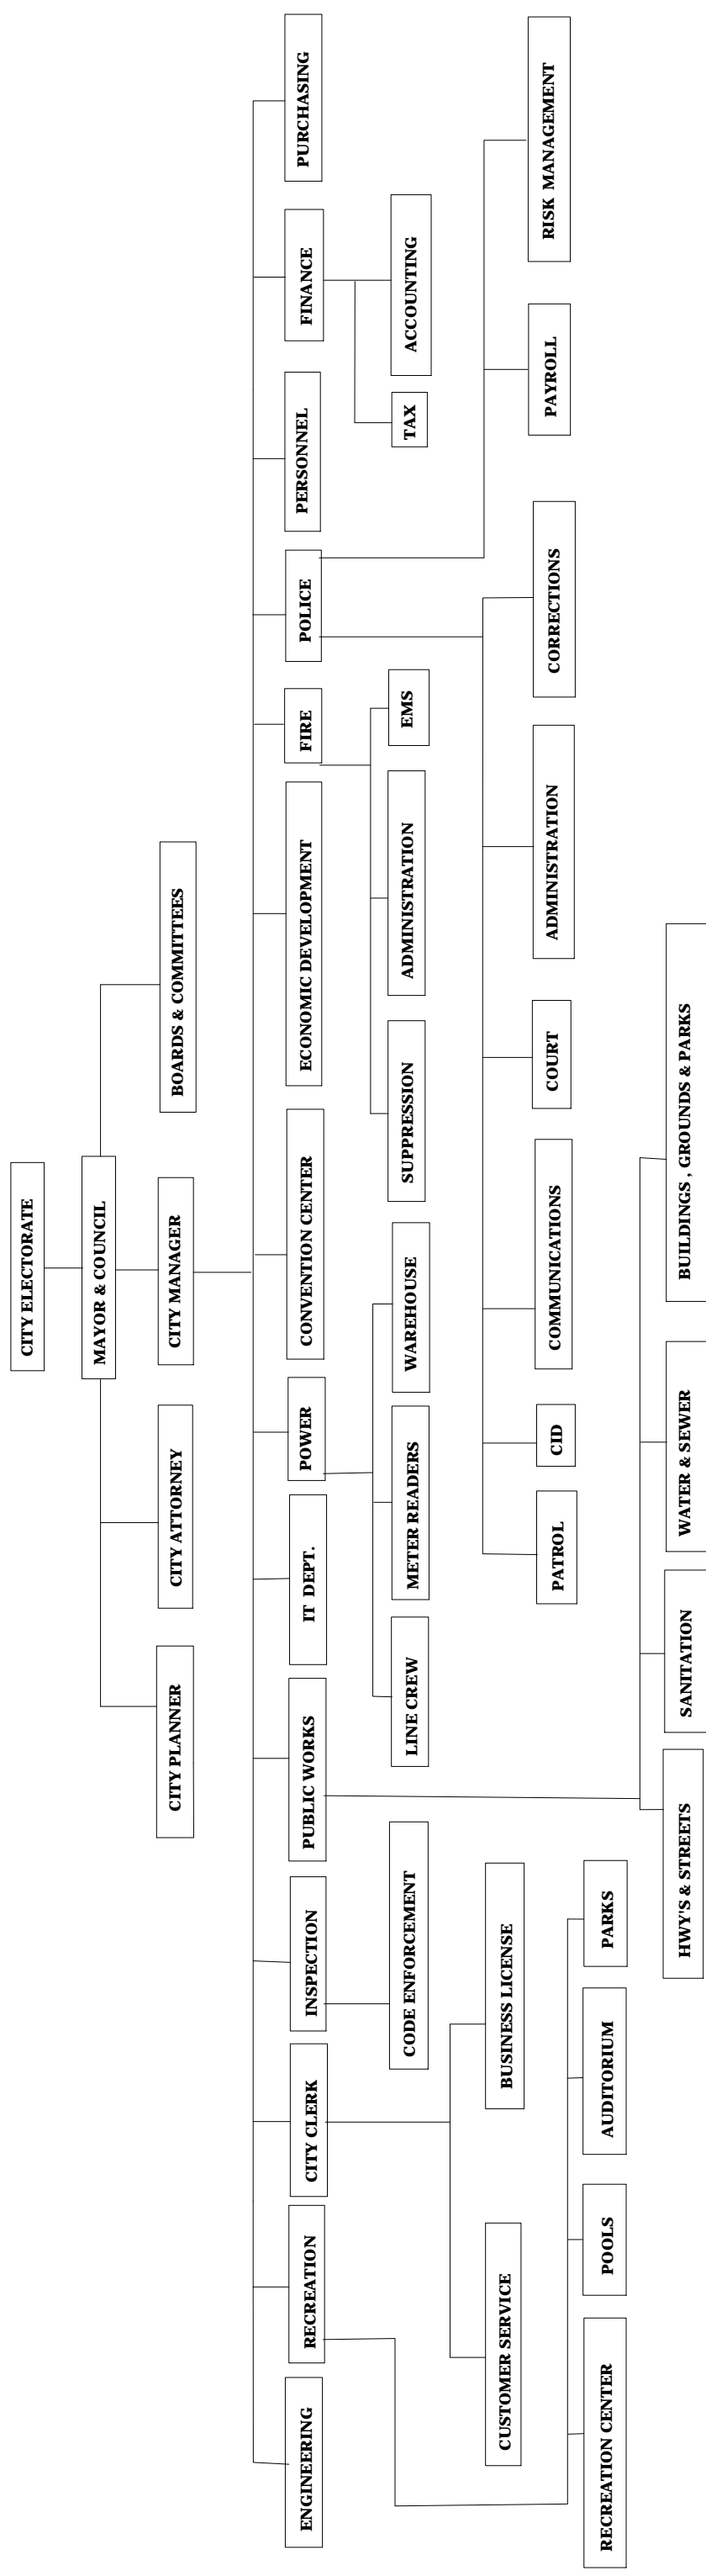 CITY ELECTORATE
MAYOR & COUNCIL
CITY PLANNER
CITY ATTORNEY
CITY MANAGER
BOARDS & COMMITTEES
ENGINEERING
RECREATION
CITY CLERK
INSPECTION
PUBLIC WORKS
IT DEPT.
POWER
CONVENTION CENTER
ECONOMIC DEVELOPMENT
FIRE
POLICE
PERSONNEL
FINANCE
PURCHASING
CODE ENFORCEMENT
LINE CREW
METER READERS
WAREHOUSE
SUPPRESSION
ADMINISTRATION
EMS
TAX
ACCOUNTING
CUSTOMER SERVICE
BUSINESS LICENSE
PATROL
CID
COMMUNICATIONS
COURT
ADMINISTRATION
CORRECTIONS
PAYROLL
RISK MANAGEMENT
RECREATION CENTER
POOLS
AUDITORIUM
PARKS
HWY'S & STREETS
SANITATION
WATER & SEWER
BUILDINGS , GROUNDS & PARKS